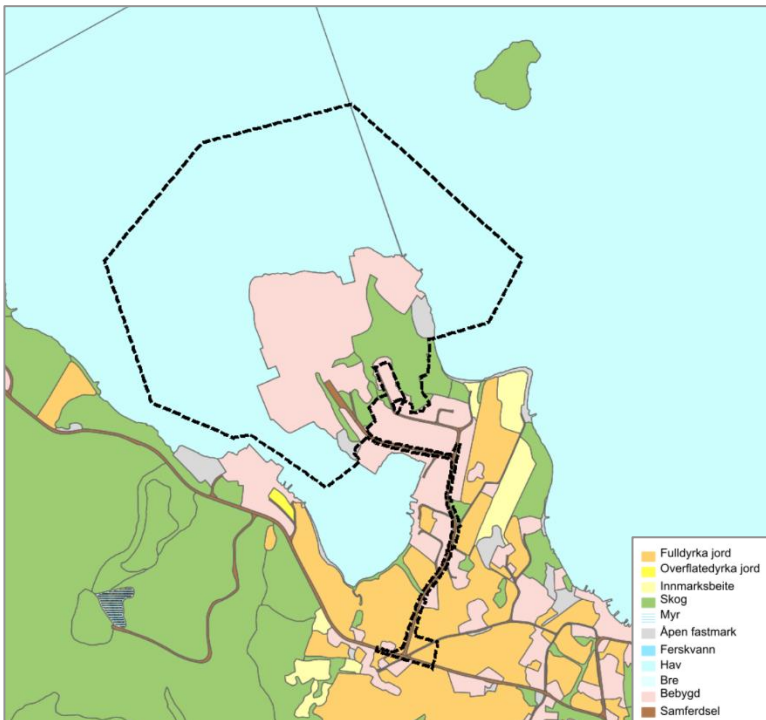 Fulldyrka jord
Overflatedyrka jord
Innmarksbeite
Skog
Myr
Åpen fastmark
Ferskvann
Hav
Bre
Bebygd
Samferdsel